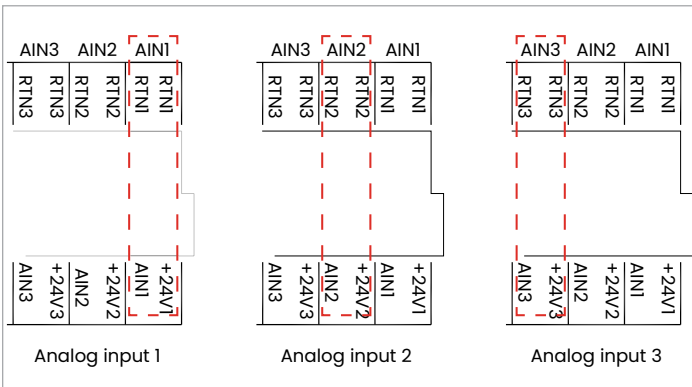 AIN3 AIN2 AIN1
RTN3 RTN3 RTN2 RTN2 RTN1 RTN1
AIN3 +24V3 AIN2 +24V2 AIN1 +24V1
Analog input 1
AIN3 AIN2 AIN1
RTN3 RTN3 RTN2 RTN2 RTN1 RTN1
AIN3 +24V3 AIN2 +24V2 AIN1 +24V1
Analog input 2
AIN3 AIN2 AIN1
RTN3 RTN3 RTN2 RTN2 RTN1 RTN1
AIN3 +24V3 AIN2 +24V2 AIN1 +24V1
Analog input 3